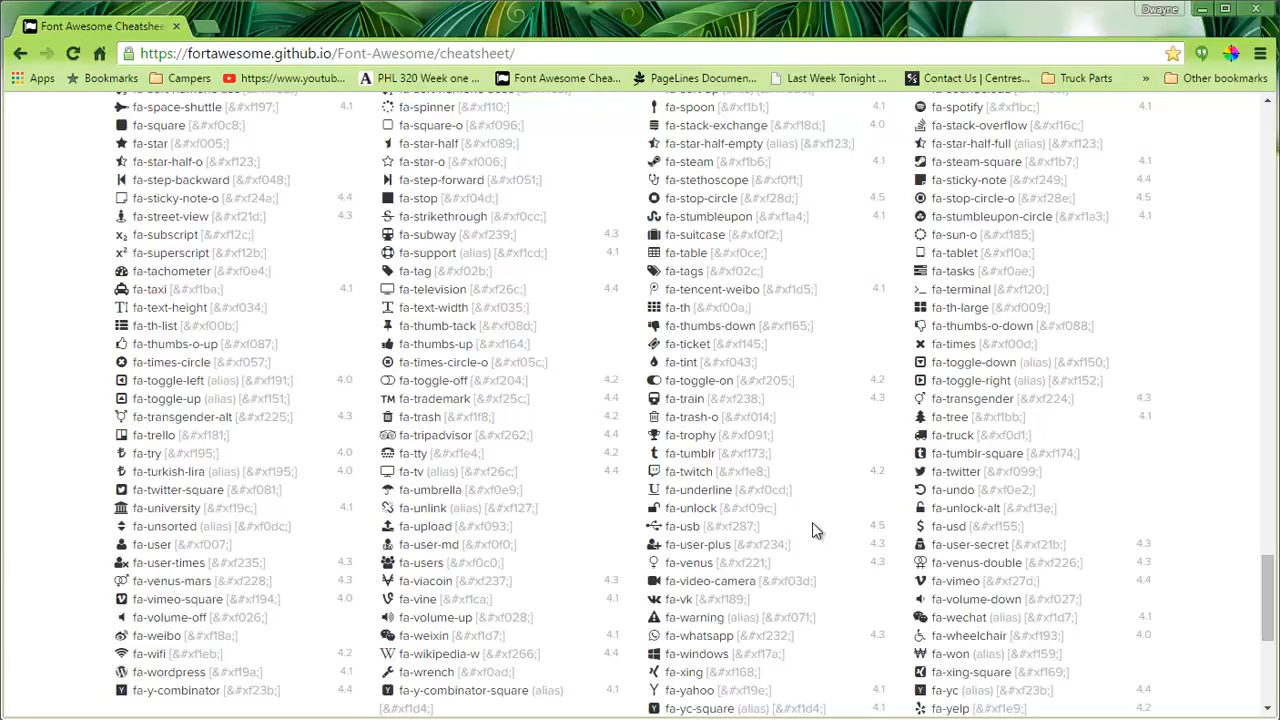 Dwayne
Font Awesome Cheatshee
https://fortawesome.github.io/Font-Awesome/cheatsheet/
Apps Bookmarks Campers https://www.youtub... PHL 320 Week one ... Font Awesome Chea... PageLines Documen... Last Week Tonight ... Contact Us | Centres... Truck Parts » Other bookmarks
fa-space-shuttle [&#xf197;] 4.1 fa-spinner [&#xf110;] fa-spoon [&#xf1b1;] 4.1 fa-spotify [&#xf1bc;] 4.1
fa-square [&#xf0c8;] fa-square-o [&#xf096;] fa-stack-exchange [&#xf18d;] 4.0 fa-stack-overflow [&#xf16c;]
fa-star [&#xf005;] fa-star-half [&#xf089;] fa-star-half-empty (alias) [&#xf123;] fa-star-half-full (alias) [&#xf123;]
fa-star-half-o [&#xf123;] fa-star-o [&#xf006;] fa-steam [&#xf1b6;] 4.1 fa-steam-square [&#xf1b7;] 4.1
fa-step-backward [&#xf048;] fa-step-forward [&#xf051;] fa-stethoscope [&#xf0f1;] fa-sticky-note [&#xf249;] 4.4
fa-sticky-note-o [&#xf24a;] 4.4 fa-stop [&#xf04d;] fa-stop-circle [&#xf28d;] 4.5 fa-stop-circle-o [&#xf28e;] 4.5
fa-street-view [&#xf21d;] 4.3 fa-strikethrough [&#xf0cc;] fa-stumbleupon [&#xf1a4;] 4.1 fa-stumbleupon-circle [&#xf1a3;] 4.1
fa-subscript [&#xf12c;] fa-subway [&#xf239;] 4.3 fa-suitcase [&#xf0f2;] fa-sun-o [&#xf185;]
fa-superscript [&#xf12b;] fa-support (alias) [&#xf1cd;] 4.1 fa-table [&#xf0ce;] fa-tablet [&#xf10a;]
fa-tachometer [&#xf0e4;] fa-tag [&#xf02b;] fa-tags [&#xf02c;] fa-tasks [&#xf0ae;]
fa-taxi [&#xf1ba;] 4.1 fa-television [&#xf26c;] 4.4 fa-tencent-weibo [&#xf1d5;] 4.1 fa-terminal [&#xf120;]
fa-text-height [&#xf034;] fa-text-width [&#xf035;] fa-th [&#xf00a;] fa-th-large [&#xf009;]
fa-th-list [&#xf00b;] fa-thumb-tack [&#xf08d;] fa-thumbs-down [&#xf165;] fa-thumbs-o-down [&#xf088;]
fa-thumbs-o-up [&#xf087;] fa-thumbs-up [&#xf164;] fa-ticket [&#xf145;] fa-times [&#xf00d;]
fa-times-circle [&#xf057;] fa-times-circle-o [&#xf05c;] fa-tint [&#xf043;] fa-toggle-down (alias) [&#xf150;]
fa-toggle-left (alias) [&#xf191;] 4.0 fa-toggle-off [&#xf204;] 4.2 fa-toggle-on [&#xf205;] 4.2 fa-toggle-right (alias) [&#xf152;]
fa-toggle-up (alias) [&#xf151;] fa-trademark [&#xf25c;] 4.4 fa-train [&#xf238;] 4.3 fa-transgender [&#xf224;] 4.3
fa-transgender-alt [&#xf225;] 4.3 fa-trash [&#xf1f8;] 4.2 fa-trash-o [&#xf014;] fa-tree [&#xf1bb;] 4.1
fa-trello [&#xf181;] fa-tripadvisor [&#xf262;] 4.4 fa-trophy [&#xf091;] fa-truck [&#xf0d1;]
fa-try [&#xf195;] 4.0 fa-tty [&#xf1e4;] 4.2 fa-tumblr [&#xf173;] fa-tumblr-square [&#xf174;]
fa-turkish-lira (alias) [&#xf195;] 4.0 fa-tv (alias) [&#xf26c;] 4.4 fa-twitch [&#xf1e8;] 4.2 fa-twitter [&#xf099;]
fa-twitter-square [&#xf081;] fa-umbrella [&#xf0e9;] fa-underline [&#xf0cd;] fa-undo [&#xf0e2;]
fa-university [&#xf19c;] 4.1 fa-unlink (alias) [&#xf127;] fa-unlock [&#xf09c;] fa-unlock-alt [&#xf13e;]
fa-unsorted (alias) [&#xf0dc;] fa-upload [&#xf093;] fa-usb [&#xf287;] 4.5 fa-usd [&#xf155;]
fa-user [&#xf007;] fa-user-md [&#xf0f0;] fa-user-plus [&#xf234;] 4.3 fa-user-secret [&#xf21b;] 4.3
fa-user-times [&#xf235;] 4.3 fa-users [&#xf0c0;] fa-venus [&#xf221;] 4.3 fa-venus-double [&#xf226;] 4.3
fa-venus-mars [&#xf228;] 4.3 fa-viacoin [&#xf237;] 4.3 fa-video-camera [&#xf03d;] fa-vimeo [&#xf27d;] 4.4
fa-vimeo-square [&#xf194;] 4.0 fa-vine [&#xf1ca;] 4.1 fa-vk [&#xf189;] fa-volume-down [&#xf027;]
fa-volume-off [&#xf026;] fa-volume-up [&#xf028;] fa-warning (alias) [&#xf071;] fa-wechat (alias) [&#xf1d7;] 4.1
fa-weibo [&#xf18a;] fa-weixin [&#xf1d7;] 4.1 fa-whatsapp [&#xf232;] 4.3 fa-wheelchair [&#xf193;] 4.0
fa-wifi [&#xf1eb;] 4.2 fa-wikipedia-w [&#xf266;] 4.4 fa-windows [&#xf17a;] fa-won (alias) [&#xf159;]
fa-wordpress [&#xf19a;] 4.1 fa-wrench [&#xf0ad;] fa-xing [&#xf168;] fa-xing-square [&#xf169;]
fa-y-combinator [&#xf23b;] 4.4 fa-y-combinator-square (alias) 4.1 fa-yahoo [&#xf19e;] 4.1 fa-yc (alias) [&#xf23b;] 4.4
[&#xf1d4;] fa-yc-square (alias) [&#xf1d4;] 4.1 fa-yelp [&#xf1e9;] 4.2